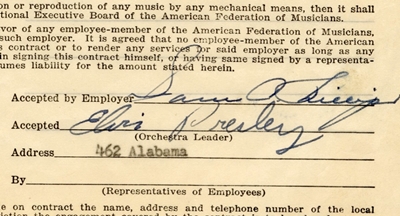 on or reproduction of any music by any mechanical means, then it shall
tional Executive Board of the American Federation of Musicians.
vor of any employee-member of the American Federation of Musicians,
such employer. It is agreed that no employee-member of the American
s contract or to render any services for said employer as long as any
in signing this contract himself, or having same signed by a representa-
umes liability for the amount stated herein.
Accepted by Employer Sam A
Accepted Elvis Presley
(Orchestra Leader)
Address 462 Alabama
By
(Representatives of Employees)
e on contract the name, address and telephone number of the local